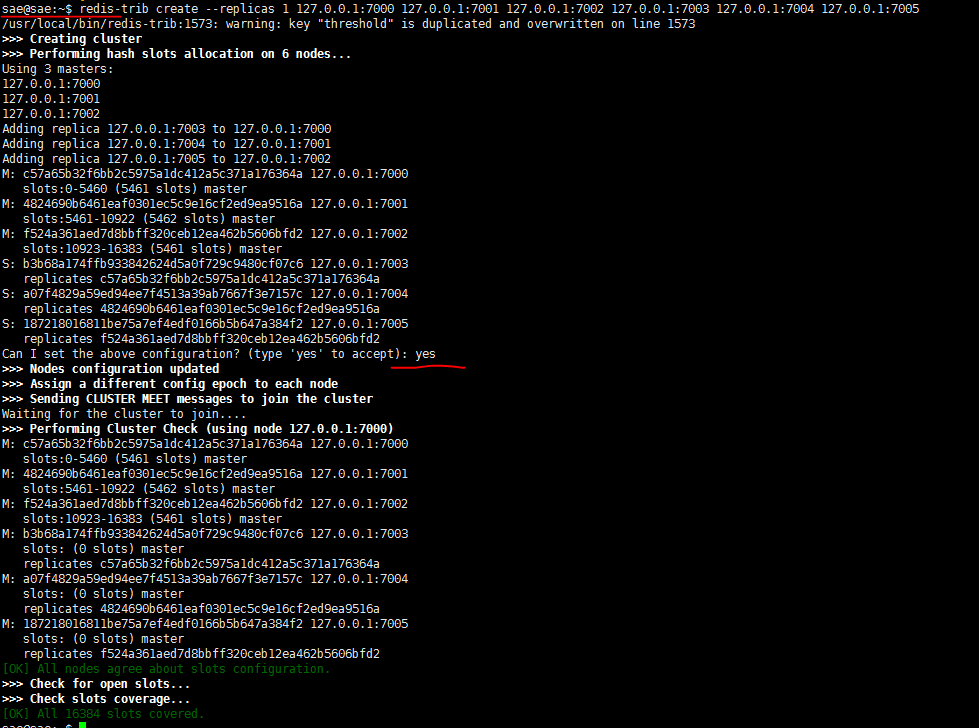 sae@sae:~$ redis-trib create --replicas 1 127.0.0.1:7000 127.0.0.1:7001 127.0.0.1:7002 127.0.0.1:7003 127.0.0.1:7004 127.0.0.1:7005
/usr/local/bin/redis-trib:1573: warning: key "threshold" is duplicated and overwritten on line 1573
>>> Creating cluster
>>> Performing hash slots allocation on 6 nodes...
Using 3 masters:
127.0.0.1:7000
127.0.0.1:7001
127.0.0.1:7002
Adding replica 127.0.0.1:7003 to 127.0.0.1:7000
Adding replica 127.0.0.1:7004 to 127.0.0.1:7001
Adding replica 127.0.0.1:7005 to 127.0.0.1:7002
M: c57a65b32f6bb2c5975a1dc412a5c371a176364a 127.0.0.1:7000
   slots:0-5460 (5461 slots) master
M: 4824690b6461eaf0301ec5c9e16cf2ed9ea9516a 127.0.0.1:7001
   slots:5461-10922 (5462 slots) master
M: f524a361aed7d8bbff320ceb12ea462b5606bfd2 127.0.0.1:7002
   slots:10923-16383 (5461 slots) master
S: b3b68a174ffb933842624d5a0f729c9480cf07c6 127.0.0.1:7003
   replicates c57a65b32f6bb2c5975a1dc412a5c371a176364a
S: a07f4829a59ed94ee7f4513a39ab7667f3e7157c 127.0.0.1:7004
   replicates 4824690b6461eaf0301ec5c9e16cf2ed9ea9516a
S: 187218016811be75a7ef4edf0166b5b647a384f2 127.0.0.1:7005
   replicates f524a361aed7d8bbff320ceb12ea462b5606bfd2
Can I set the above configuration? (type 'yes' to accept): yes
>>> Nodes configuration updated
>>> Assign a different config epoch to each node
>>> Sending CLUSTER MEET messages to join the cluster
Waiting for the cluster to join....
>>> Performing Cluster Check (using node 127.0.0.1:7000)
M: c57a65b32f6bb2c5975a1dc412a5c371a176364a 127.0.0.1:7000
   slots:0-5460 (5461 slots) master
M: 4824690b6461eaf0301ec5c9e16cf2ed9ea9516a 127.0.0.1:7001
   slots:5461-10922 (5462 slots) master
M: f524a361aed7d8bbff320ceb12ea462b5606bfd2 127.0.0.1:7002
   slots:10923-16383 (5461 slots) master
M: b3b68a174ffb933842624d5a0f729c9480cf07c6 127.0.0.1:7003
   slots: (0 slots) master
   replicates c57a65b32f6bb2c5975a1dc412a5c371a176364a
M: a07f4829a59ed94ee7f4513a39ab7667f3e7157c 127.0.0.1:7004
   slots: (0 slots) master
   replicates 4824690b6461eaf0301ec5c9e16cf2ed9ea9516a
M: 187218016811be75a7ef4edf0166b5b647a384f2 127.0.0.1:7005
   slots: (0 slots) master
   replicates f524a361aed7d8bbff320ceb12ea462b5606bfd2
[OK] All nodes agree about slots configuration.
>>> Check for open slots...
>>> Check slots coverage...
[OK] All 16384 slots covered.
sae@sae:~$